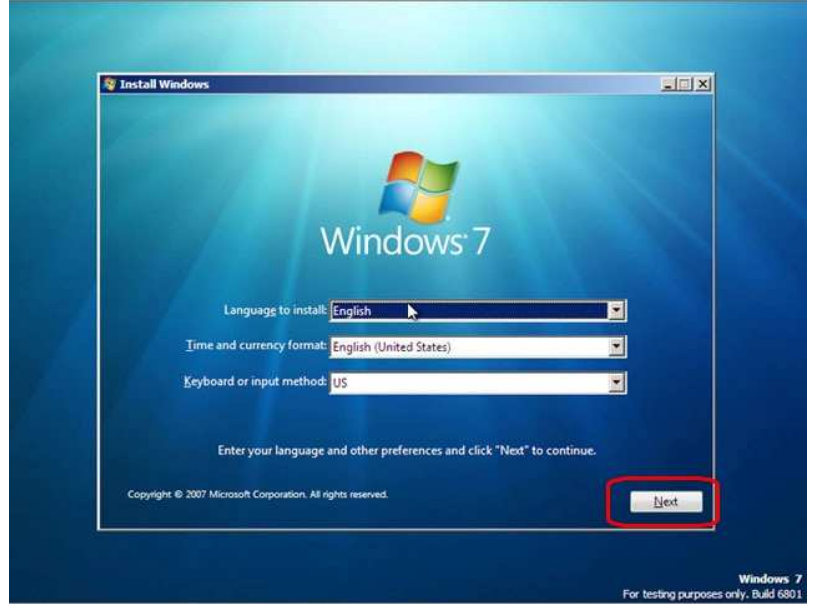 Install Windows
Windows 7
Language to install: English
Time and currency format: English (United States)
Keyboard or input method: US
Enter your language and other preferences and click "Next" to continue.
Copyright © 2007 Microsoft Corporation. All rights reserved.
Next
Windows 7
For testing purposes only. Build 6801